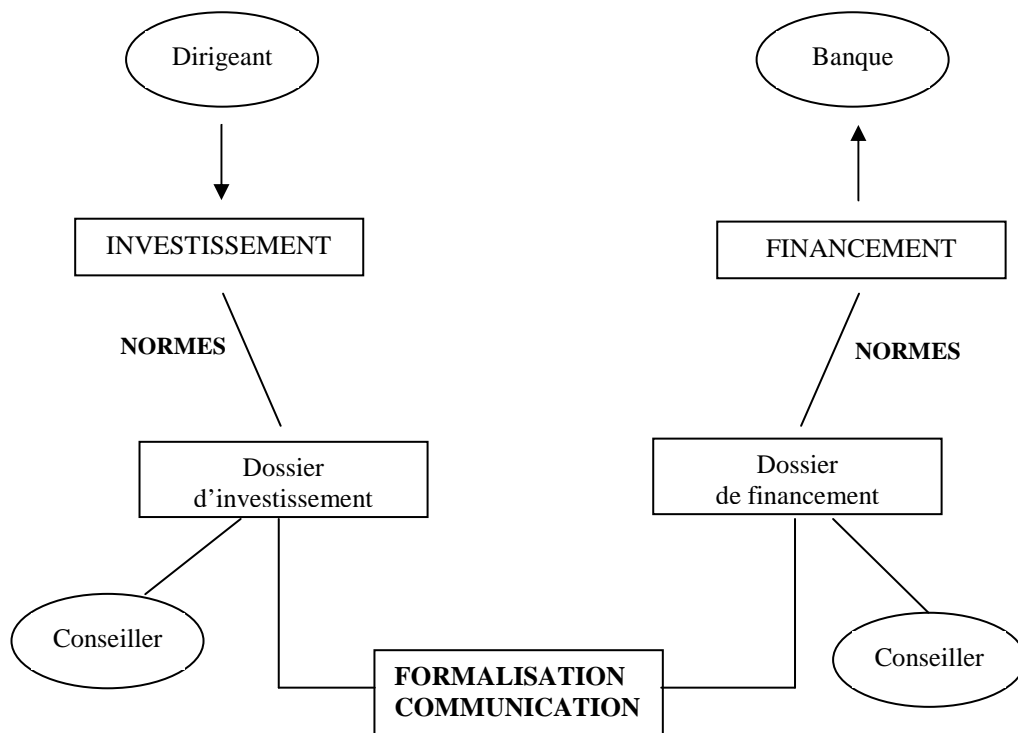 Dirigeant
Banque
INVESTISSEMENT
FINANCEMENT
NORMES
NORMES
Dossier
d’investissement
Dossier
de financement
Conseiller
Conseiller
FORMALISATION
COMMUNICATION